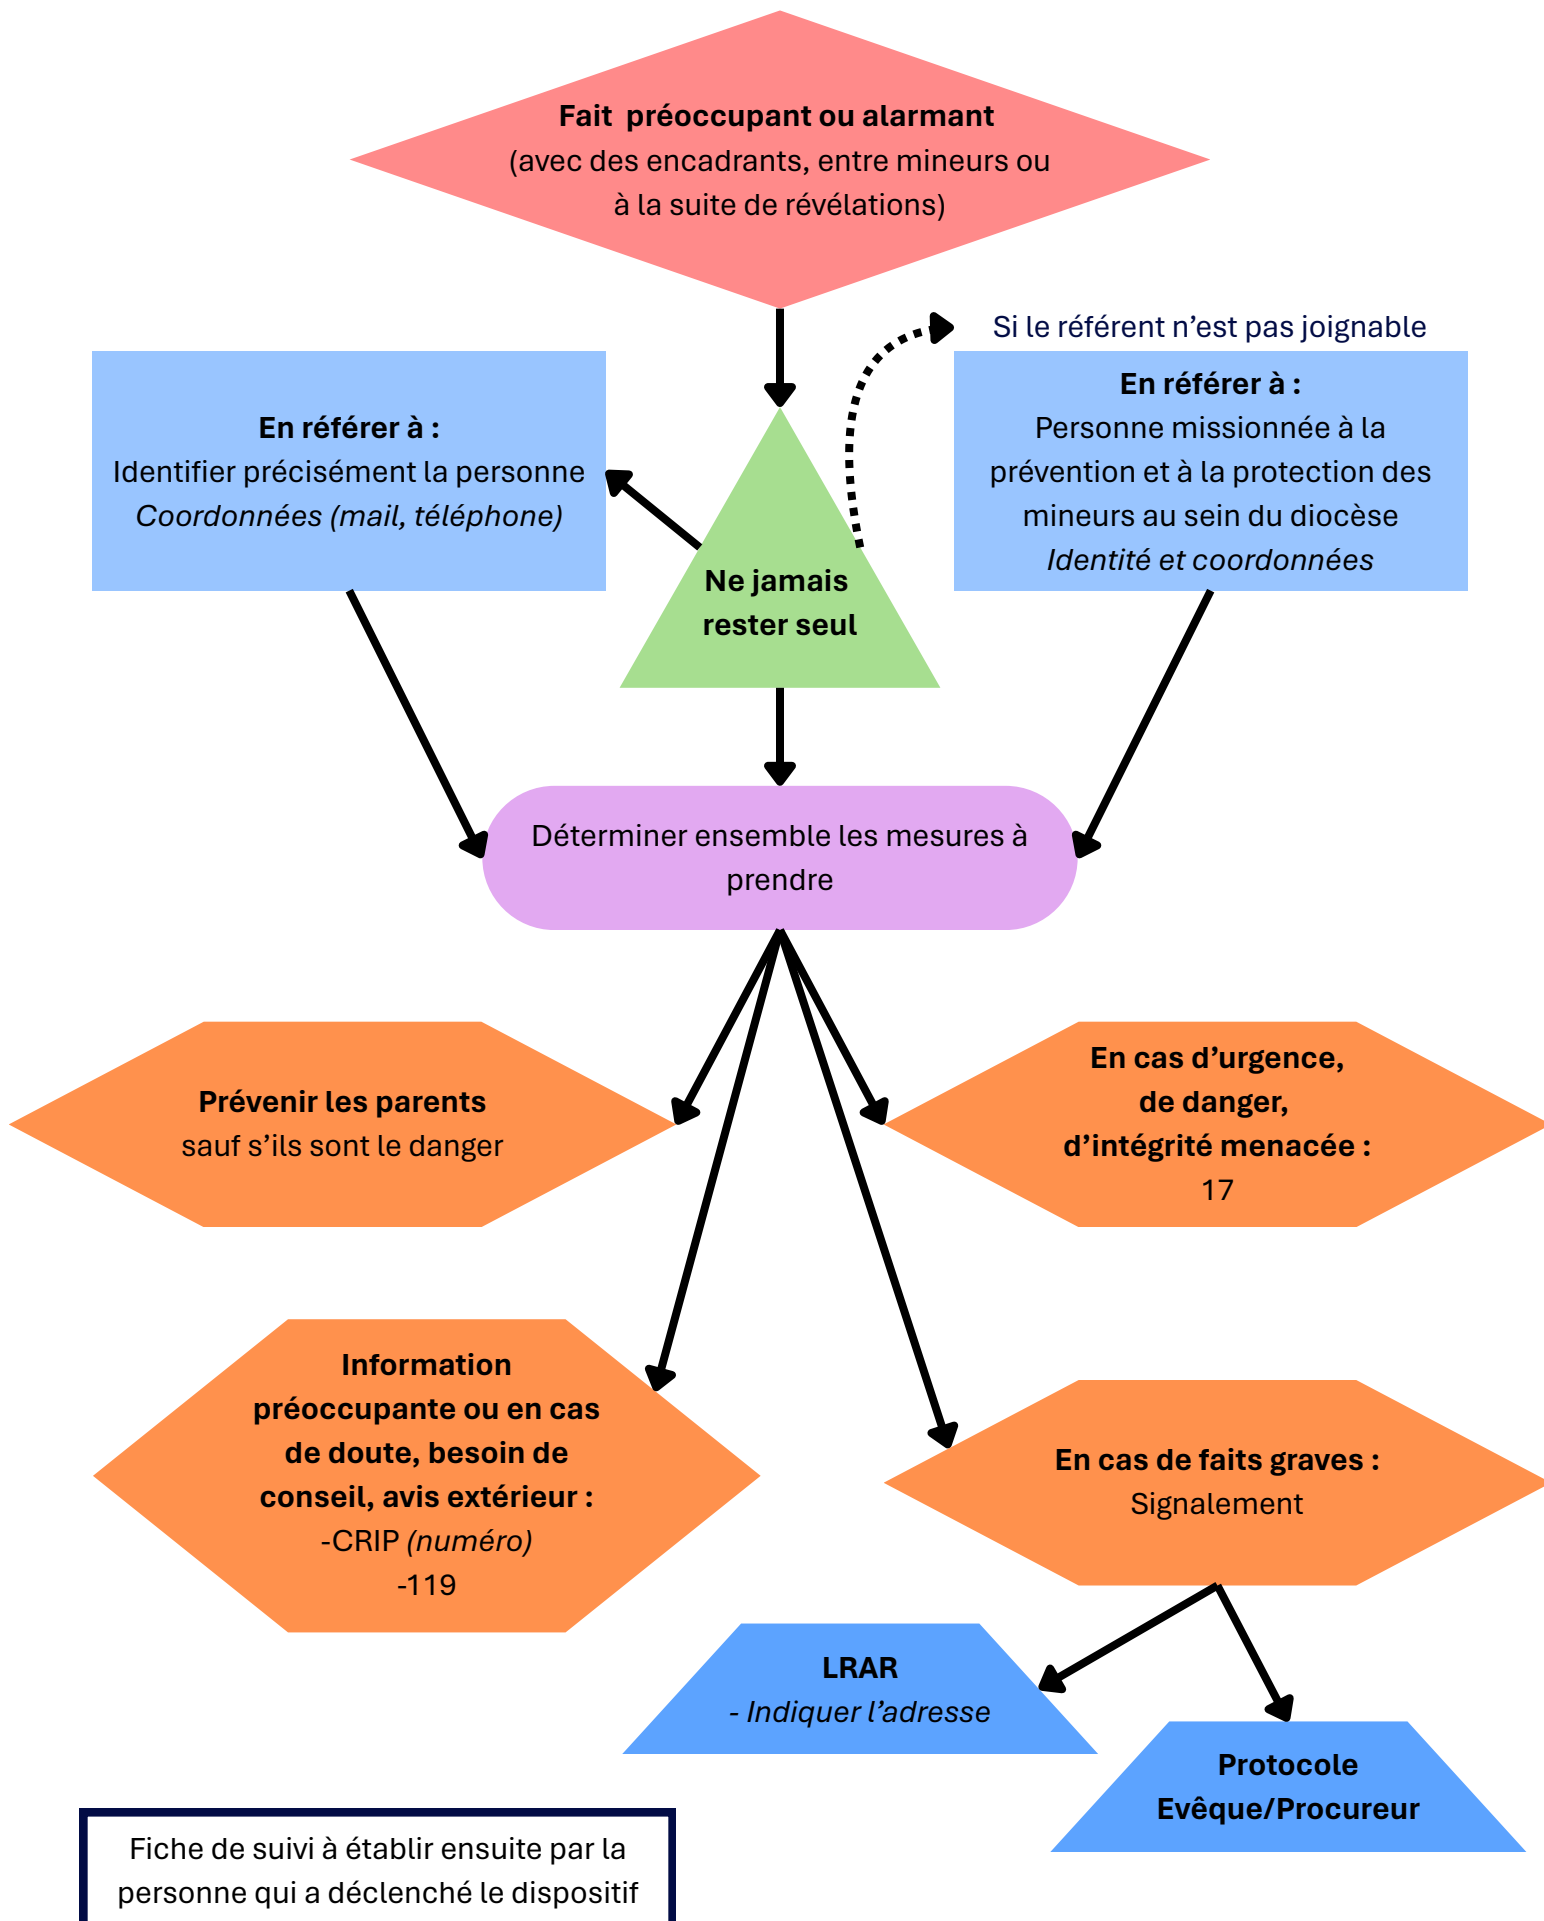 Fait  préoccupant ou alarmant
(avec des encadrants, entre mineurs ou
à la suite de révélations)
Si le référent n’est pas joignable
En référer à :
Identifier précisément la personne
Coordonnées (mail, téléphone)
En référer à :
Personne missionnée à la
prévention et à la protection des
mineurs au sein du diocèse
Identité et coordonnées
Ne jamais
rester seul
Déterminer ensemble les mesures à
prendre
Prévenir les parents
sauf s’ils sont le danger
En cas d’urgence,
de danger,
d’intégrité menacée :
17
Information
préoccupante ou en cas
de doute, besoin de
conseil, avis extérieur :
-CRIP (numéro)
-119
En cas de faits graves :
Signalement
LRAR
- Indiquer l’adresse
Protocole
Evêque/Procureur
Fiche de suivi à établir ensuite par la
personne qui a déclenché le dispositif